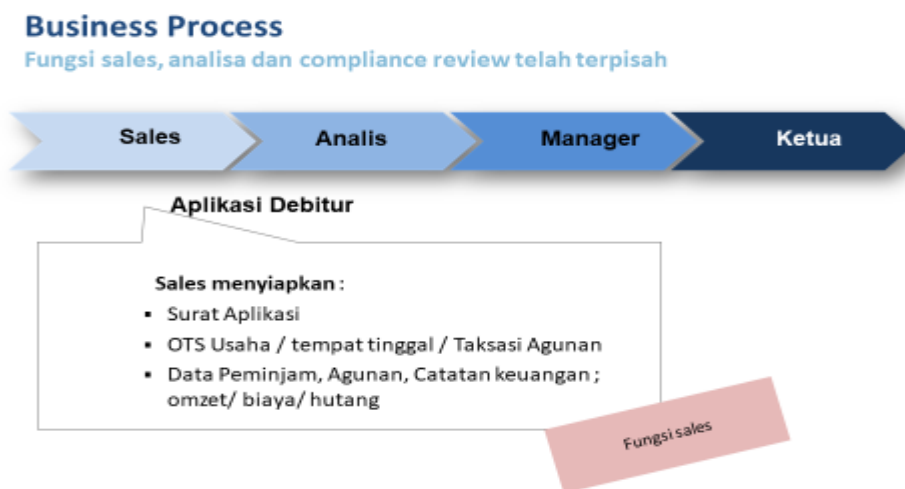 Business Process
Fungsi sales, analisa dan compliance review telah terpisah
Sales
Analis
Manager
Ketua
Aplikasi Debitur
Sales menyiapkan :
▪ Surat Aplikasi
▪ OTS Usaha / tempat tinggal / Taksasi Agunan
▪ Data Peminjam, Agunan, Catatan keuangan ;
omzet/ biaya/ hutang
Fungsi sales